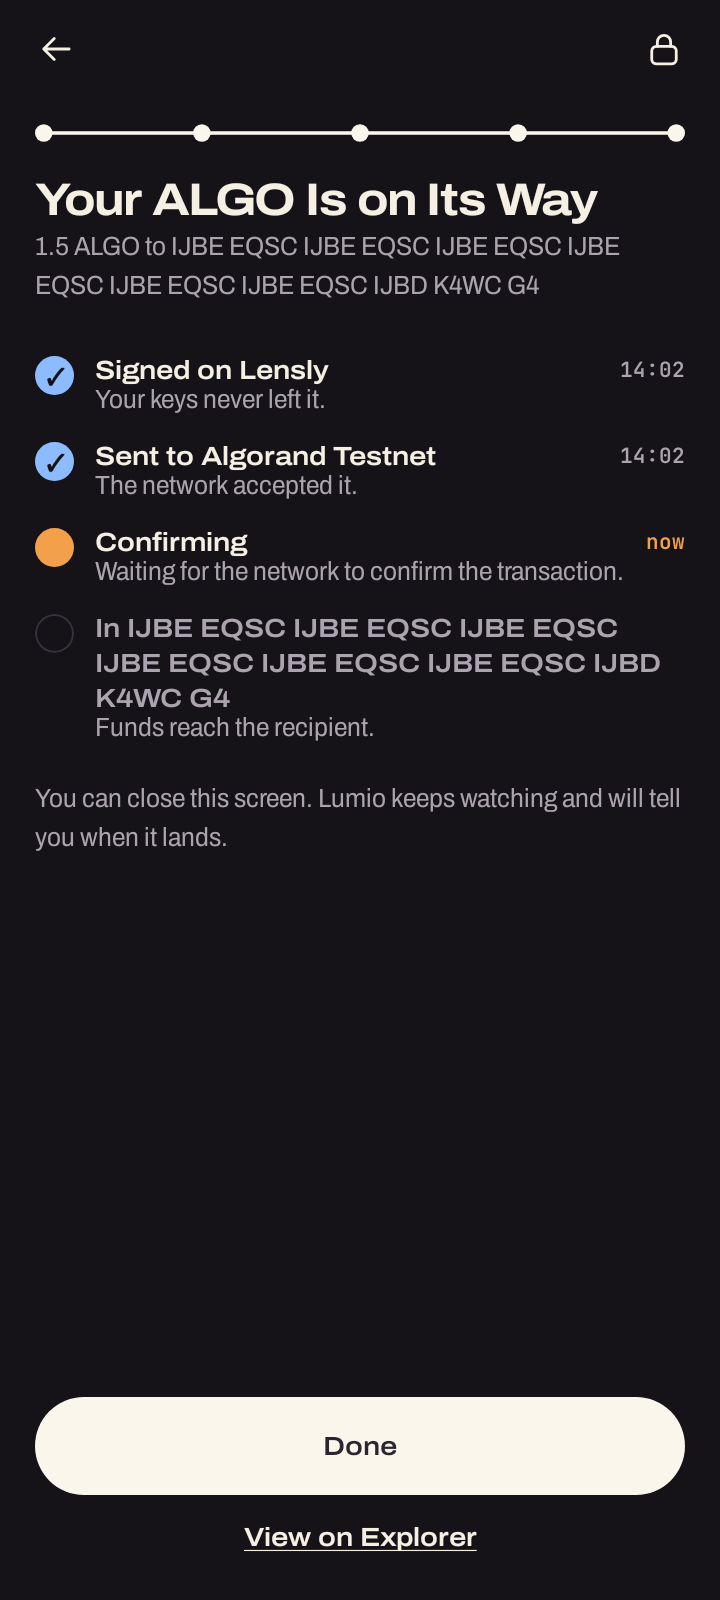 Your ALGO Is on Its Way
1.5 ALGO to IJBE EQSC IJBE EQSC IJBE EQSC IJBE
EQSC IJBE EQSC IJBE EQSC IJBD K4WC G4
Signed on Lensly 14:02
Your keys never left it.
Sent to Algorand Testnet 14:02
The network accepted it.
Confirming now
Waiting for the network to confirm the transaction.
In IJBE EQSC IJBE EQSC IJBE EQSC
IJBE EQSC IJBE EQSC IJBE EQSC IJBD
K4WC G4
Funds reach the recipient.
You can close this screen. Lumio keeps watching and will tell
you when it lands.
Done
View on Explorer